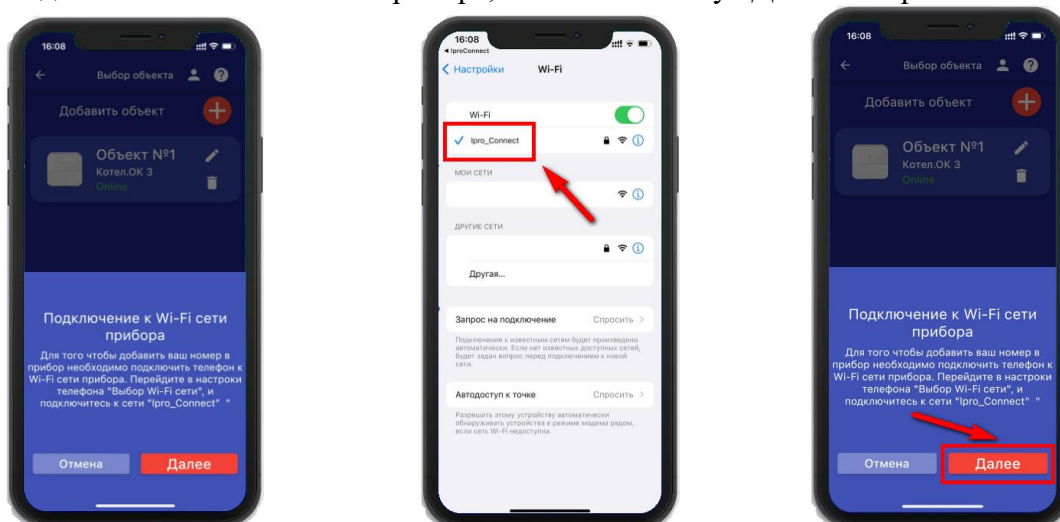 16:08
Выбор объекта
Добавить объект
Объект №1
Котел.ОК 3
Online
Подключение к Wi-Fi сети
прибора
Для того чтобы добавить ваш номер в
прибор необходимо подключить телефон к
Wi-Fi сети прибора. Перейдите в настроки
телефона "Выбор Wi-Fi сети", и
подключитесь к сети "Ipro_Connect" "
Отмена
Далее
16:08
IproConnect
Настройки
Wi-Fi
Wi-Fi
Ipro_Connect
МОИ СЕТИ
ДРУГИЕ СЕТИ
Другая...
Запрос на подключение
Спросить
Подключение к известным сетям будет произведено
автоматически. Если нет известных доступных сетей,
будет задан вопрос перед подключением к новой
сети.
Автодоступ к точке
Спросить
Разрешить этому устройству автоматически
обнаруживать устройства в режиме модема рядом,
если сеть Wi-Fi недоступна.
16:08
Выбор объекта
Добавить объект
Объект №1
Котел.ОК 3
Online
Подключение к Wi-Fi сети
прибора
Для того чтобы добавить ваш номер в
прибор необходимо подключить телефон к
Wi-Fi сети прибора. Перейдите в настроки
телефона "Выбор Wi-Fi сети", и
подключитесь к сети "Ipro_Connect" "
Отмена
Далее